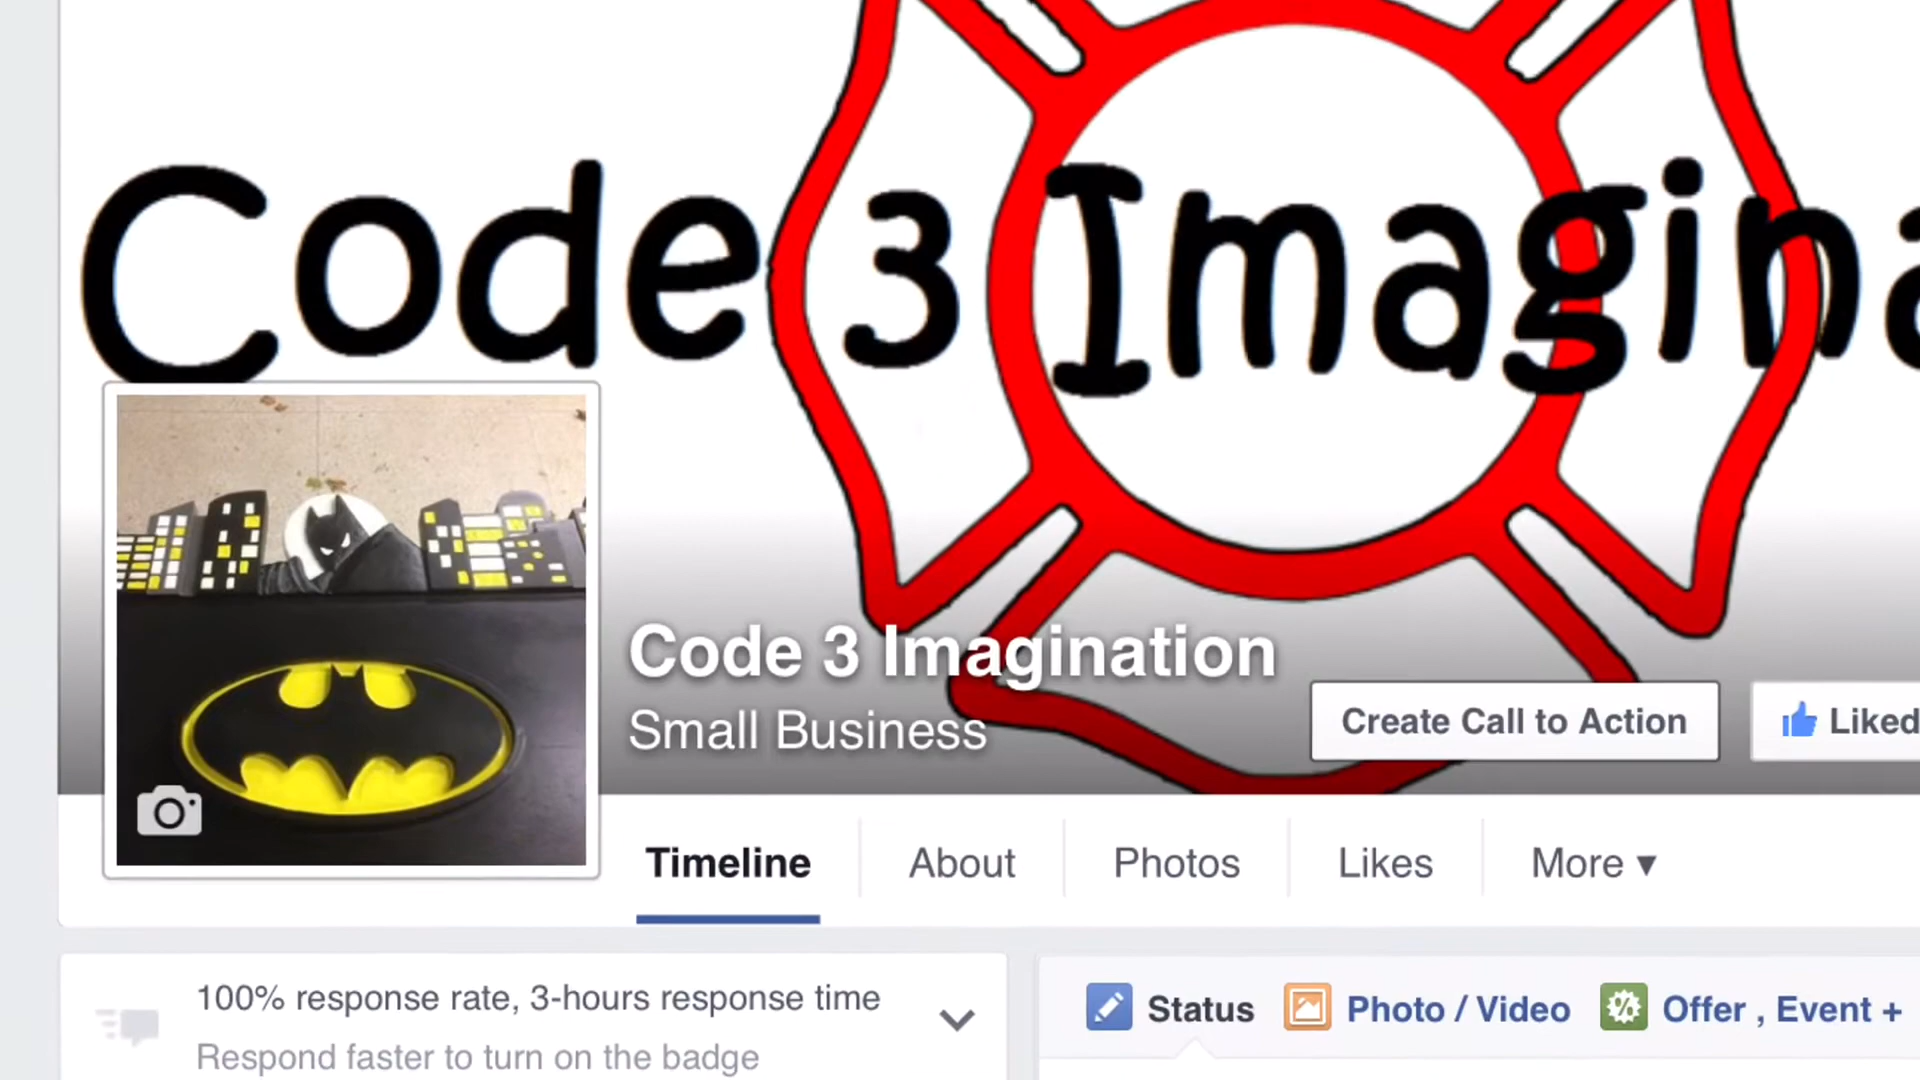 Code 3 Imagina
Code 3 Imagination
Small Business
Create Call to Action
Liked
Timeline
About
Photos
Likes
More ▾
100% response rate, 3-hours response time
Respond faster to turn on the badge
Status
Photo / Video
Offer , Event +